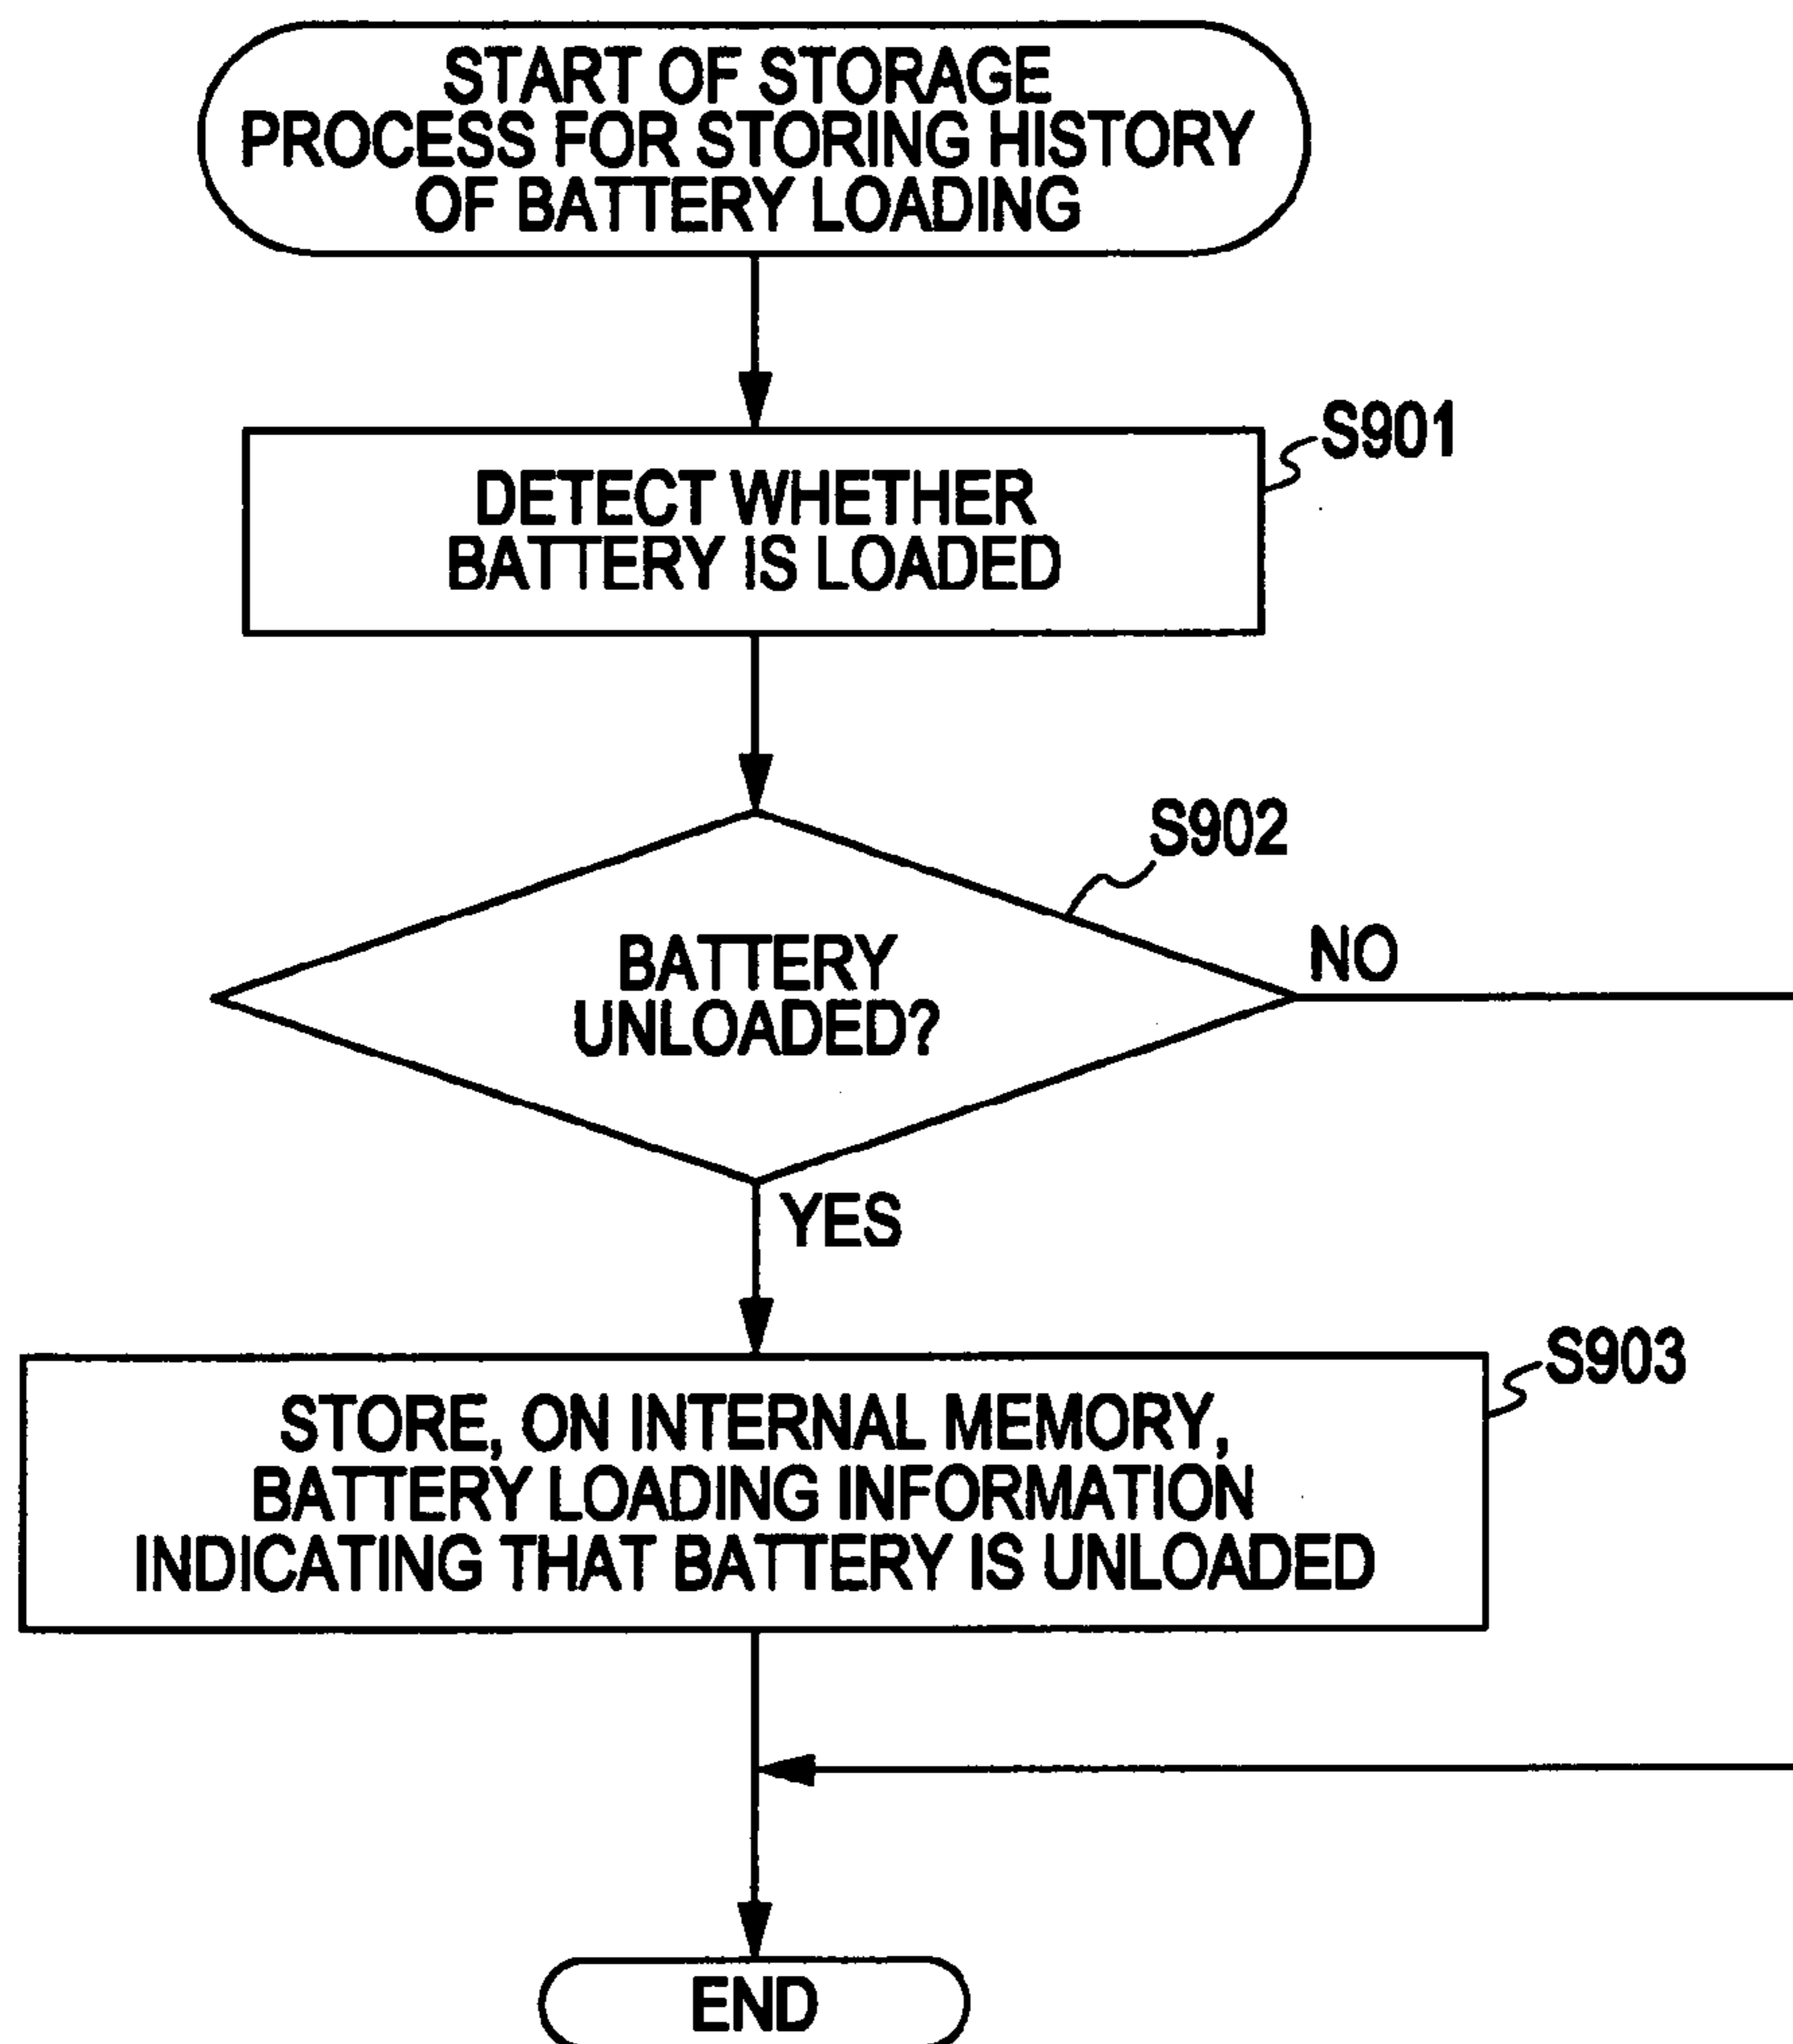 START OF STORAGE
PROCESS FOR STORING HISTORY
OF BATTERY LOADING
S901
DETECT WHETHER
BATTERY IS LOADED
S902
BATTERY
UNLOADED?
NO
YES
S903
STORE, ON INTERNAL MEMORY,
BATTERY LOADING INFORMATION
INDICATING THAT BATTERY IS UNLOADED
END